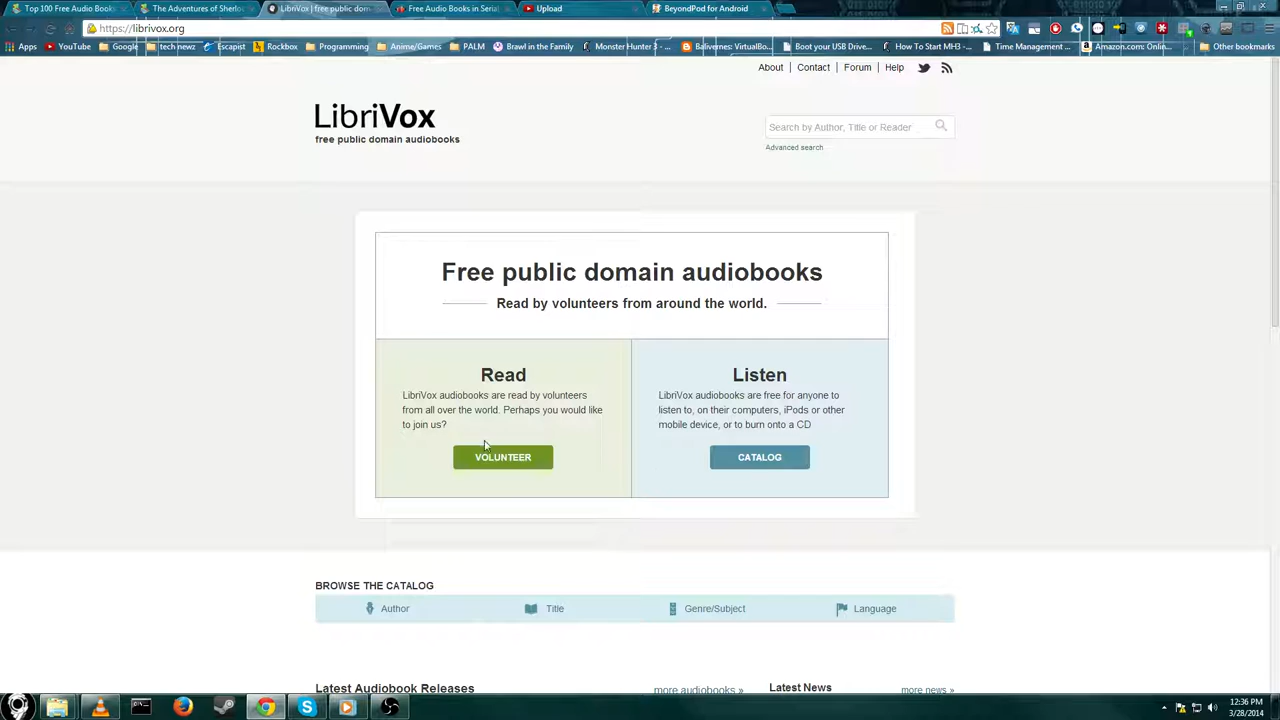 Top 100 Free Audio Books
The Adventures of Sherlo
LibriVox | free public dom
Free Audio Books in Serial
Upload
BeyondPod for Android
https://librivox.org
Apps
YouTube
Google
tech newz
Escapist
Rockbox
Programming
Anime/Games
PALM
Brawl in the Family
Monster Hunter 3 - ...
Balivernes: VirtualBo...
Boot your USB Drive...
How To Start MH3 -...
Time Management ...
Amazon.com: Onlin...
Other bookmarks
About | Contact | Forum | Help
LibriVox
free public domain audiobooks
Search by Author, Title or Reader
Advanced search
Free public domain audiobooks
Read by volunteers from around the world.
Read
LibriVox audiobooks are read by volunteers
from all over the world. Perhaps you would like
to join us?
VOLUNTEER
Listen
LibriVox audiobooks are free for anyone to
listen to, on their computers, iPods or other
mobile device, or to burn onto a CD
CATALOG
BROWSE THE CATALOG
Author
Title
Genre/Subject
Language
Latest Audiobook Releases
more audiobooks »
Latest News
more news »
12:36 PM
3/28/2014